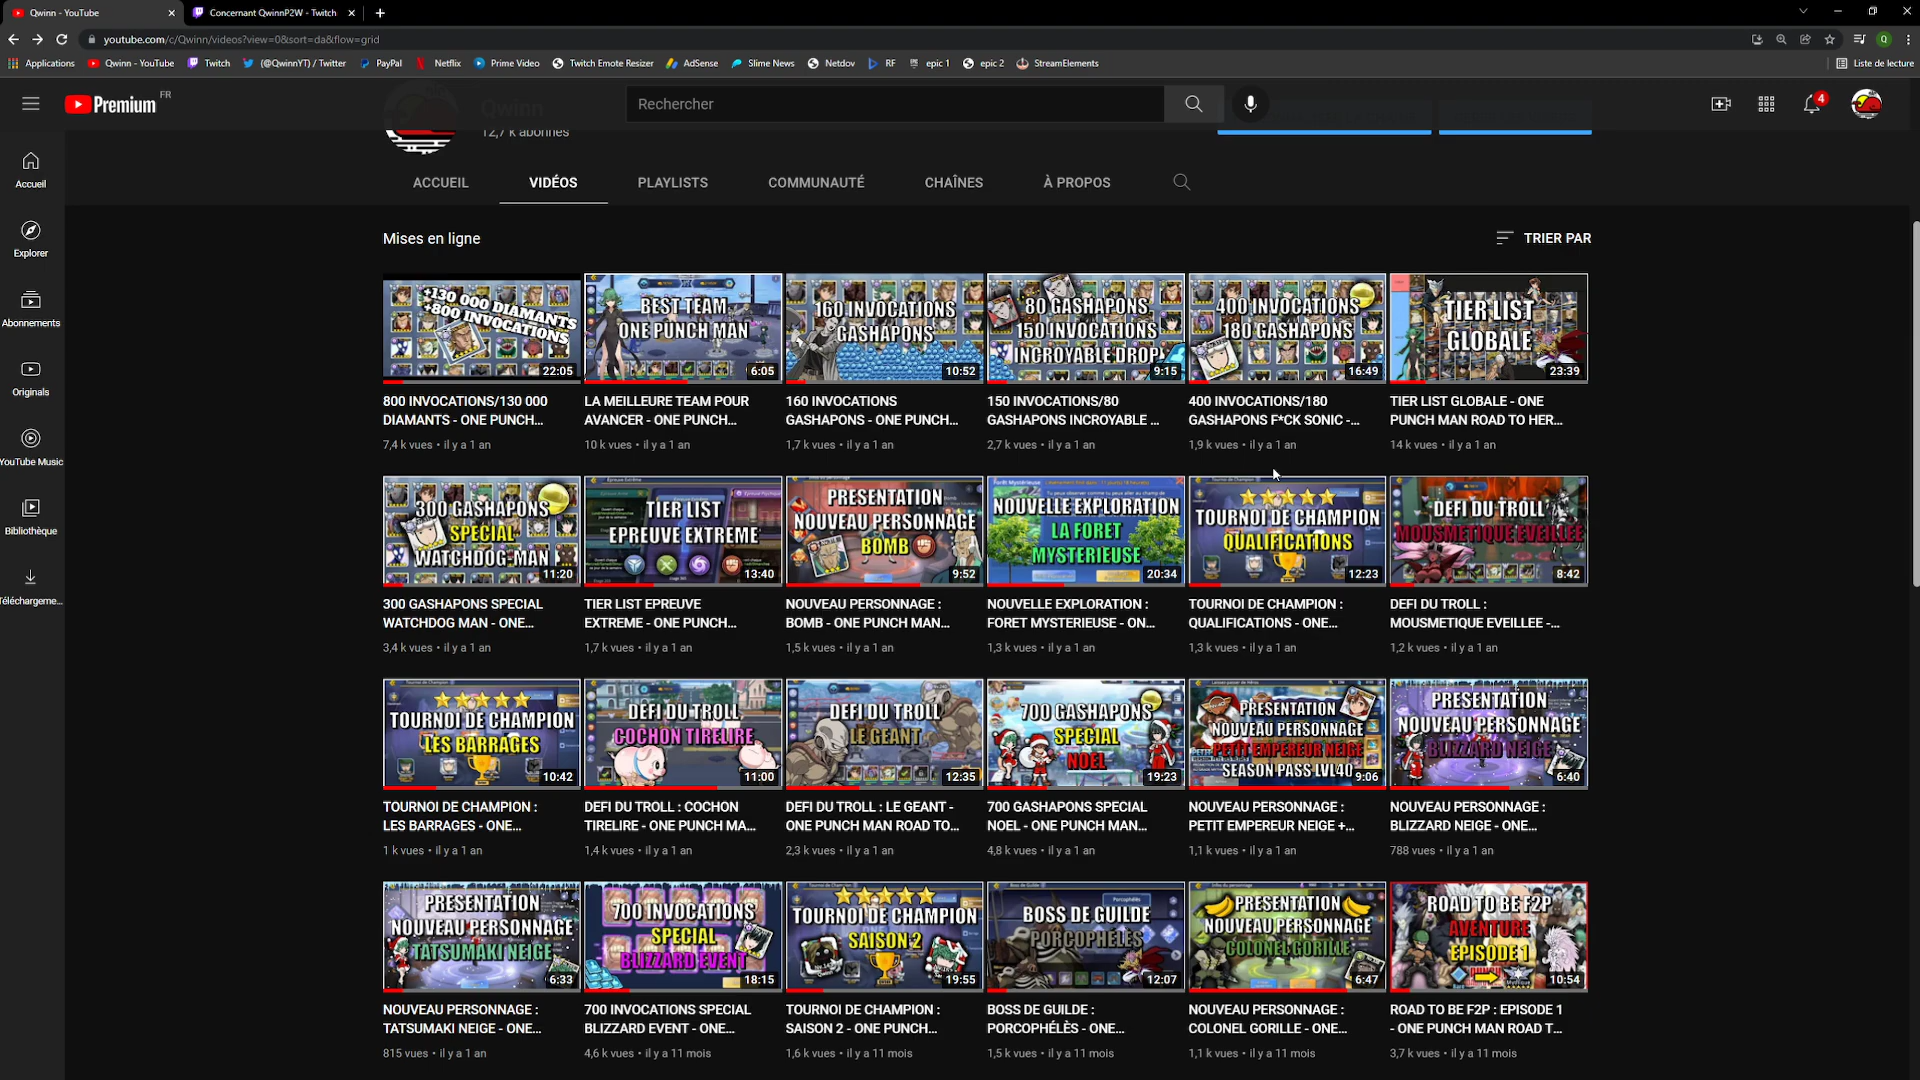 Qwinn - YouTube
Concernant QwinnP2W - Twitch
youtube.com/c/Qwinn/videos?view=0&sort=da&flow=grid
Applications
Qwinn - YouTube
Twitch
(@QwinnYT) / Twitter
PayPal
Netflix
Prime Video
Twitch Emote Resizer
AdSense
Slime News
Netdov
RF
epic 1
epic 2
StreamElements
Liste de lecture
Premium FR
Qwinn
12,7 k abonnés
Rechercher
4
Accueil
Explorer
Abonnements
Originals
YouTube Music
Bibliothèque
Téléchargeme...
ACCUEIL
VIDÉOS
PLAYLISTS
COMMUNAUTÉ
CHAÎNES
À PROPOS
Mises en ligne
TRIER PAR
+130 000 DIAMANTS
+800 INVOCATIONS
22:05
BEST TEAM
ONE PUNCH MAN
6:05
160 INVOCATIONS
GASHAPONS
10:52
80 GASHAPONS
150 INVOCATIONS
INCROYABLE DROP
9:15
400 INVOCATIONS
180 GASHAPONS
16:49
TIER LIST
GLOBALE
23:39
800 INVOCATIONS/130 000
DIAMANTS - ONE PUNCH...
7,4 k vues • il y a 1 an
LA MEILLEURE TEAM POUR
AVANCER - ONE PUNCH...
10 k vues • il y a 1 an
160 INVOCATIONS
GASHAPONS - ONE PUNCH...
1,7 k vues • il y a 1 an
150 INVOCATIONS/80
GASHAPONS INCROYABLE ...
2,7 k vues • il y a 1 an
400 INVOCATIONS/180
GASHAPONS F*CK SONIC -...
1,9 k vues • il y a 1 an
TIER LIST GLOBALE - ONE
PUNCH MAN ROAD TO HER...
14 k vues • il y a 1 an
300 GASHAPONS
SPECIAL
WATCHDOG MAN
11:20
TIER LIST
EPREUVE EXTREME
13:40
PRESENTATION
NOUVEAU PERSONNAGE
BOMB
9:52
NOUVELLE EXPLORATION
LA FORET
MYSTERIEUSE
20:34
TOURNOI DE CHAMPION
QUALIFICATIONS
12:23
DEFI DU TROLL
MOUSMETIQUE EVEILLEE
8:42
300 GASHAPONS SPECIAL
WATCHDOG MAN - ONE...
3,4 k vues • il y a 1 an
TIER LIST EPREUVE
EXTREME - ONE PUNCH...
1,7 k vues • il y a 1 an
NOUVEAU PERSONNAGE :
BOMB - ONE PUNCH MAN...
1,5 k vues • il y a 1 an
NOUVELLE EXPLORATION :
FORET MYSTERIEUSE - ON...
1,3 k vues • il y a 1 an
TOURNOI DE CHAMPION :
QUALIFICATIONS - ONE...
1,3 k vues • il y a 1 an
DEFI DU TROLL :
MOUSMETIQUE EVEILLEE -...
1,2 k vues • il y a 1 an
TOURNOI DE CHAMPION
LES BARRAGES
10:42
DEFI DU TROLL
COCHON TIRELIRE
11:00
DEFI DU TROLL
LE GEANT
12:35
700 GASHAPONS
SPECIAL
NOEL
19:23
PRESENTATION
NOUVEAU PERSONNAGE
PETIT EMPEREUR NEIGE
SEASON PASS LVL40
9:06
PRESENTATION
NOUVEAU PERSONNAGE
BLIZZARD NEIGE
6:40
TOURNOI DE CHAMPION :
LES BARRAGES - ONE...
1 k vues • il y a 1 an
DEFI DU TROLL : COCHON
TIRELIRE - ONE PUNCH MA...
1,4 k vues • il y a 1 an
DEFI DU TROLL : LE GEANT -
ONE PUNCH MAN ROAD TO...
2,3 k vues • il y a 1 an
700 GASHAPONS SPECIAL
NOEL - ONE PUNCH MAN...
4,8 k vues • il y a 1 an
NOUVEAU PERSONNAGE :
PETIT EMPEREUR NEIGE +...
1,1 k vues • il y a 1 an
NOUVEAU PERSONNAGE :
BLIZZARD NEIGE - ONE...
788 vues • il y a 1 an
PRESENTATION
NOUVEAU PERSONNAGE
TATSUMAKI NEIGE
6:33
700 INVOCATIONS
SPECIAL
BLIZZARD EVENT
18:15
TOURNOI DE CHAMPION
SAISON 2
19:55
BOSS DE GUILDE
PORCOPHÉLÈS
12:07
PRESENTATION
NOUVEAU PERSONNAGE
COLONEL GORILLE
6:47
ROAD TO BE F2P
AVENTURE
EPISODE 1
10:54
NOUVEAU PERSONNAGE :
TATSUMAKI NEIGE - ONE...
815 vues • il y a 1 an
700 INVOCATIONS SPECIAL
BLIZZARD EVENT - ONE...
4,6 k vues • il y a 11 mois
TOURNOI DE CHAMPION :
SAISON 2 - ONE PUNCH...
1,6 k vues • il y a 11 mois
BOSS DE GUILDE :
PORCOPHÉLÈS - ONE...
1,5 k vues • il y a 11 mois
NOUVEAU PERSONNAGE :
COLONEL GORILLE - ONE...
1,1 k vues • il y a 11 mois
ROAD TO BE F2P : EPISODE 1
- ONE PUNCH MAN ROAD T...
3,7 k vues • il y a 11 mois